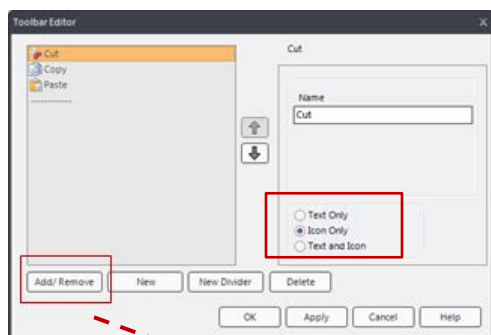 Toolbar Editor
X
Cut
Copy
Paste
------------
Cut
Name
Cut
Text Only
Icon Only
Text and Icon
Add/ Remove
New
New Divider
Delete
OK
Apply
Cancel
Help